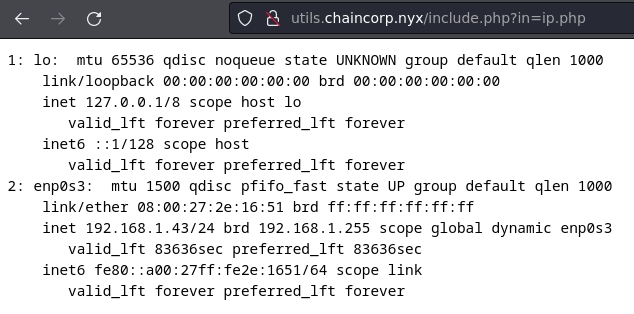 utils.chaincorp.nyx/include.php?in=ip.php
1: lo:  mtu 65536 qdisc noqueue state UNKNOWN group default qlen 1000
    link/loopback 00:00:00:00:00:00 brd 00:00:00:00:00:00
    inet 127.0.0.1/8 scope host lo
       valid_lft forever preferred_lft forever
    inet6 ::1/128 scope host
       valid_lft forever preferred_lft forever
2: enp0s3:  mtu 1500 qdisc pfifo_fast state UP group default qlen 1000
    link/ether 08:00:27:2e:16:51 brd ff:ff:ff:ff:ff:ff
    inet 192.168.1.43/24 brd 192.168.1.255 scope global dynamic enp0s3
       valid_lft 83636sec preferred_lft 83636sec
    inet6 fe80::a00:27ff:fe2e:1651/64 scope link
       valid_lft forever preferred_lft forever